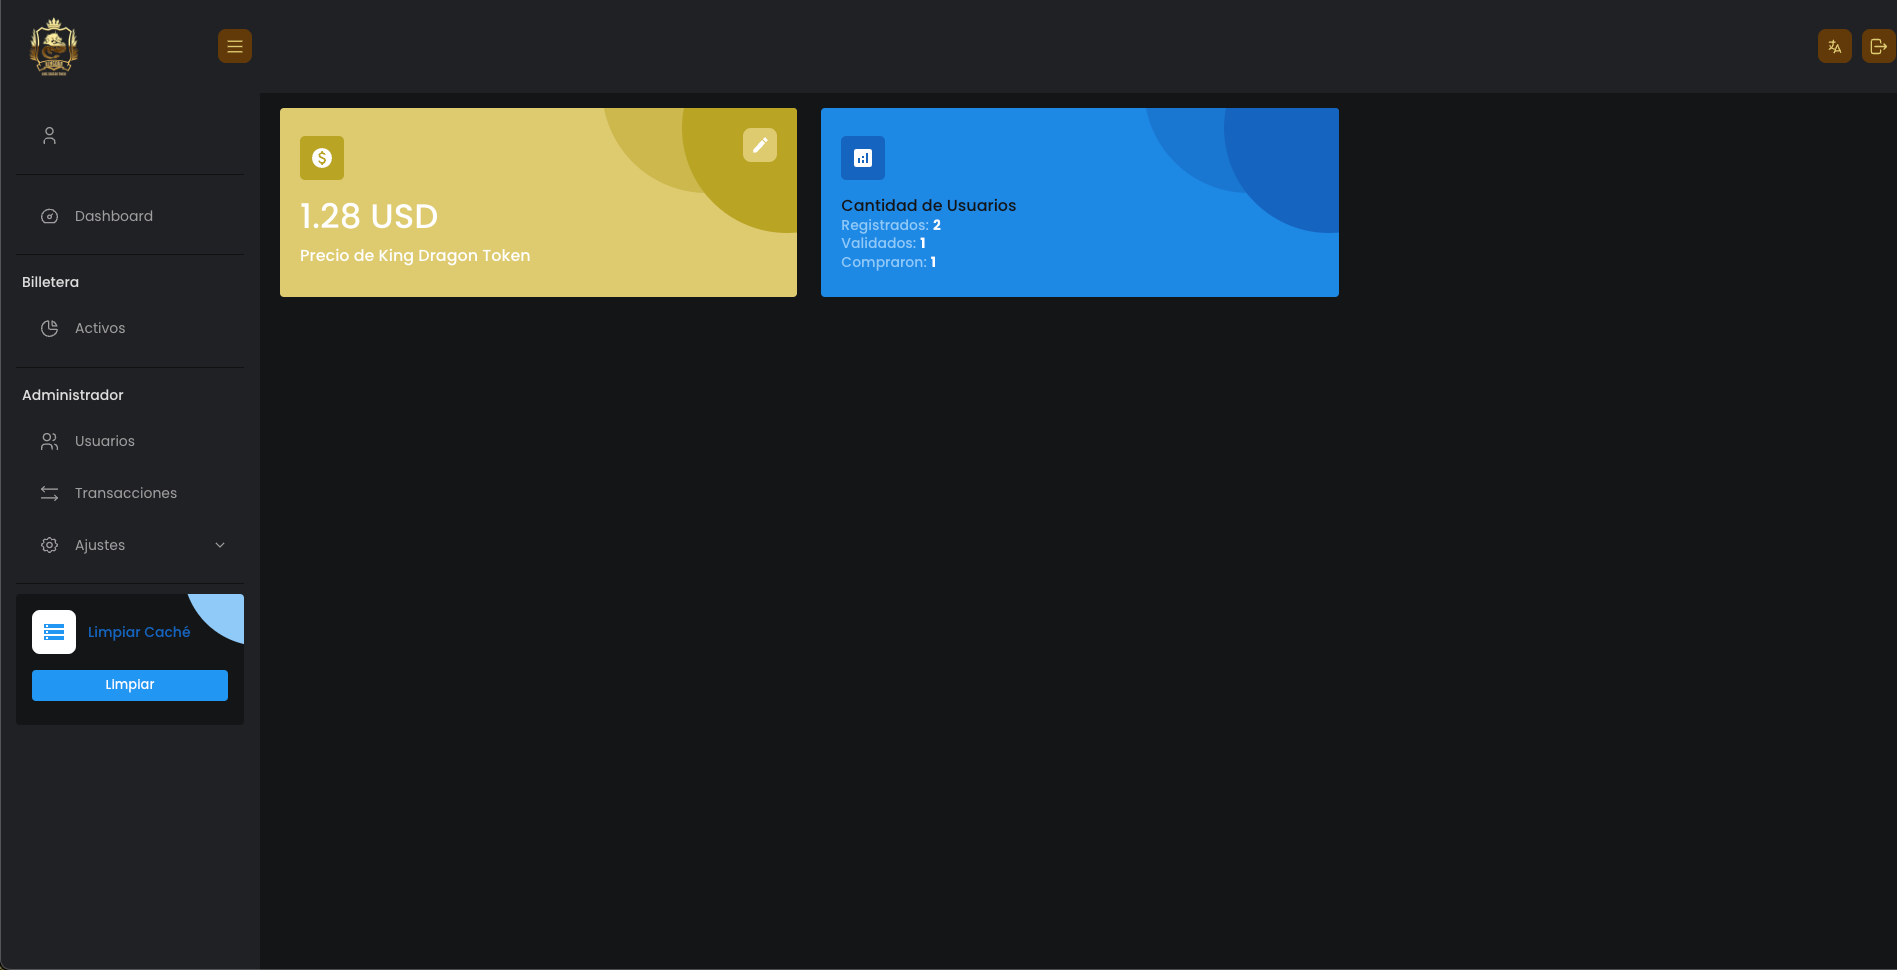 Dashboard
Billetera
Activos
Administrador
Usuarios
Transacciones
Ajustes
Limpiar Caché
Limpiar
1.28 USD
Precio de King Dragon Token
Cantidad de Usuarios
Registrados: 2
Validados: 1
Compraron: 1